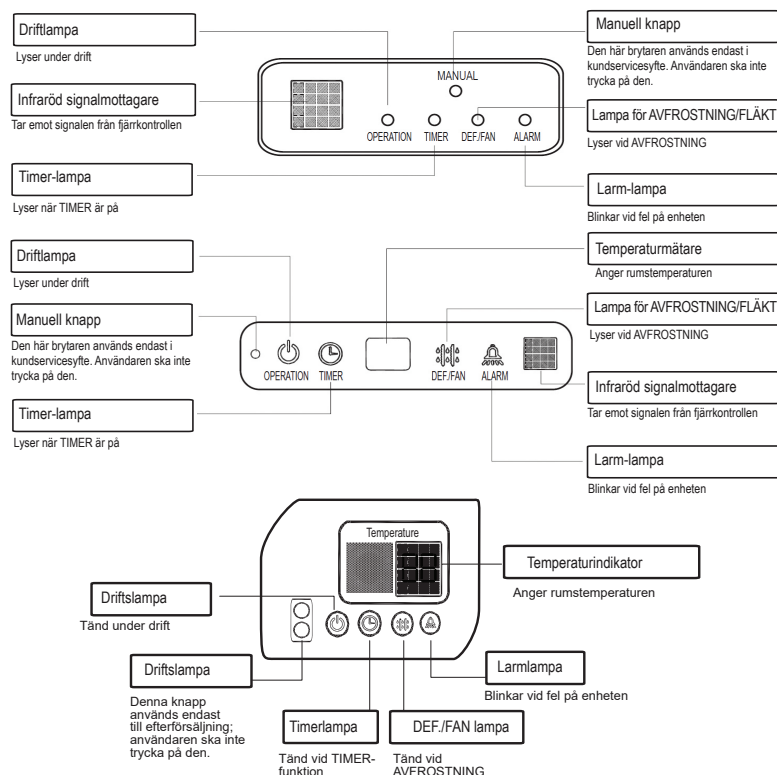 Driftlampa
Lyser under drift
Infraröd signalmottagare
Tar emot signalen från fjärrkontrollen
Timer-lampa
Lyser när TIMER är på
MANUAL
OPERATION TIMER DEF./FAN ALARM
Manuell knapp
Den här brytaren används endast i
kundservicesyfte. Användaren ska inte
trycka på den.
Lampa för AVFROSTNING/FLÄKT
Lyser vid AVFROSTNING
Larm-lampa
Blinkar vid fel på enheten
Driftlampa
Lyser under drift
Manuell knapp
Den här brytaren används endast i
kundservicesyfte. Användaren ska inte
trycka på den.
Timer-lampa
Lyser när TIMER är på
OPERATION TIMER DEF./FAN ALARM
Temperaturmätare
Anger rumstemperaturen
Lampa för AVFROSTNING/FLÄKT
Lyser vid AVFROSTNING
Infraröd signalmottagare
Tar emot signalen från fjärrkontrollen
Larm-lampa
Blinkar vid fel på enheten
Temperature
Temperaturindikator
Anger rumstemperaturen
Driftslampa
Tänd under drift
Driftslampa
Denna knapp
används endast
till efterförsäljning;
användaren ska inte
trycka på den.
Timerlampa
Tänd vid TIMER-
funktion
DEF./FAN lampa
Tänd vid
AVFROSTNING
Larmlampa
Blinkar vid fel på enheten